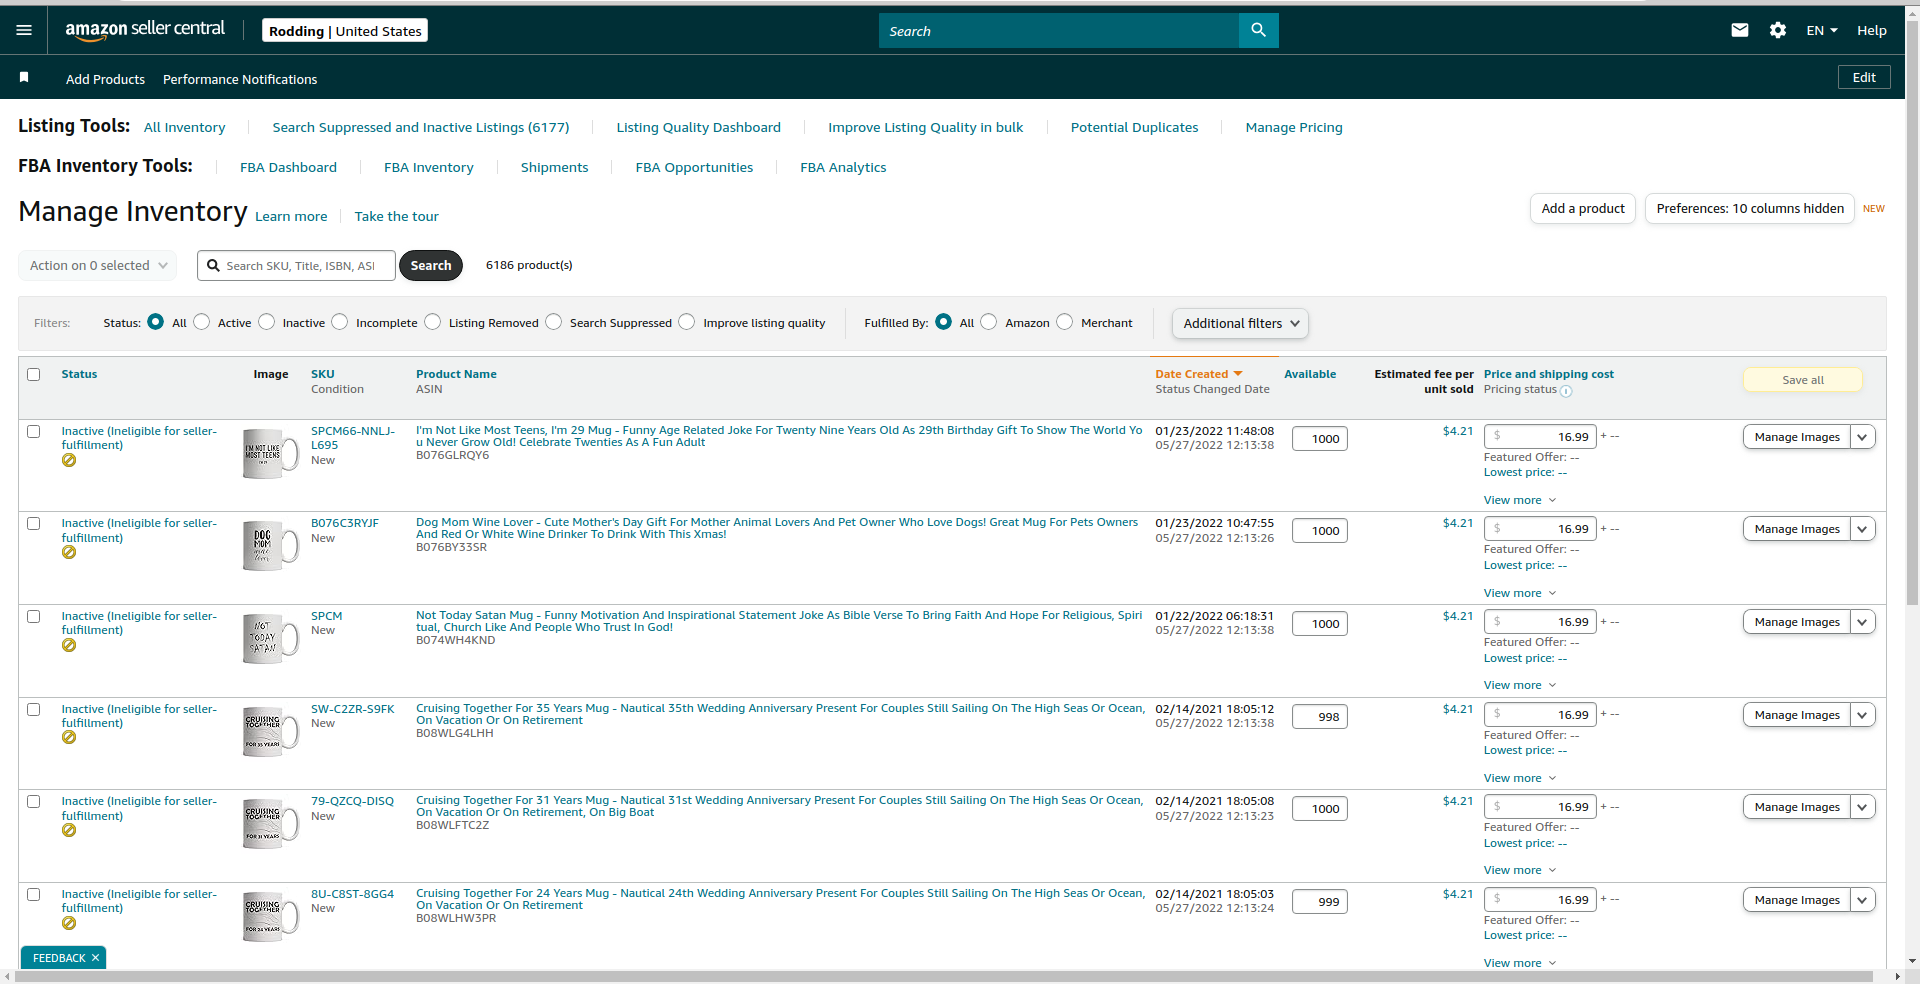 amazon seller central
Rodding | United States
Search
EN
Help
Add Products Performance Notifications
Edit
Listing Tools: All Inventory Search Suppressed and Inactive Listings (6177) Listing Quality Dashboard Improve Listing Quality in bulk Potential Duplicates Manage Pricing
FBA Inventory Tools: FBA Dashboard FBA Inventory Shipments FBA Opportunities FBA Analytics
Manage Inventory Learn more Take the tour
Add a product Preferences: 10 columns hidden NEW
Action on 0 selected Search SKU, Title, ISBN, ASI Search 6186 product(s)
Filters: Status: All Active Inactive Incomplete Listing Removed Search Suppressed Improve listing quality Fulfilled By: All Amazon Merchant Additional filters
Status Image SKU Product Name Date Created Available Estimated fee per Price and shipping cost Save all
Condition ASIN Status Changed Date unit sold Pricing status
Inactive (Ineligible for seller- SPCM66-NNLJ- I'm Not Like Most Teens, I'm 29 Mug - Funny Age Related Joke For Twenty Nine Years Old As 29th Birthday Gift To Show The World Yo 01/23/2022 11:48:08 1000 $4.21 $ 16.99 + -- Manage Images
fulfillment) L695 u Never Grow Old! Celebrate Twenties As A Fun Adult 05/27/2022 12:13:38
I'M NOT LIKE
MOST TEENS
New B076GLRQY6 Featured Offer: --
Lowest price: --
View more
Inactive (Ineligible for seller- B076C3RYJF Dog Mom Wine Lover - Cute Mother's Day Gift For Mother Animal Lovers And Pet Owner Who Love Dogs! Great Mug For Pets Owners 01/23/2022 10:47:55 1000 $4.21 $ 16.99 + -- Manage Images
fulfillment) New And Red Or White Wine Drinker To Drink With This Xmas! 05/27/2022 12:13:26
DOG
MOM
wine
lover
B076BY33SR Featured Offer: --
Lowest price: --
View more
Inactive (Ineligible for seller- SPCM Not Today Satan Mug - Funny Motivation And Inspirational Statement Joke As Bible Verse To Bring Faith And Hope For Religious, Spiri 01/22/2022 06:18:31 1000 $4.21 $ 16.99 + -- Manage Images
fulfillment) New tual, Church Like And People Who Trust In God! 05/27/2022 12:13:38
NOT
TODAY
SATAN
B074WH4KND Featured Offer: --
Lowest price: --
View more
Inactive (Ineligible for seller- SW-C2ZR-S9FK Cruising Together For 35 Years Mug - Nautical 35th Wedding Anniversary Present For Couples Still Sailing On The High Seas Or Ocean, 02/14/2021 18:05:12 998 $4.21 $ 16.99 + -- Manage Images
fulfillment) New On Vacation Or On Retirement 05/27/2022 12:13:38
CRUISING
TOGETHER
FOR 35 YEARS
B08WLG4LHH Featured Offer: --
Lowest price: --
View more
Inactive (Ineligible for seller- 79-QZCQ-DISQ Cruising Together For 31 Years Mug - Nautical 31st Wedding Anniversary Present For Couples Still Sailing On The High Seas Or Ocean, 02/14/2021 18:05:08 1000 $4.21 $ 16.99 + -- Manage Images
fulfillment) New On Vacation Or On Retirement, On Big Boat 05/27/2022 12:13:23
CRUISING
TOGETHER
FOR 31 YEARS
B08WLFTC2Z Featured Offer: --
Lowest price: --
View more
Inactive (Ineligible for seller- 8U-C8ST-8GG4 Cruising Together For 24 Years Mug - Nautical 24th Wedding Anniversary Present For Couples Still Sailing On The High Seas Or Ocean, 02/14/2021 18:05:03 999 $4.21 $ 16.99 + -- Manage Images
fulfillment) New On Vacation Or On Retirement 05/27/2022 12:13:24
CRUISING
TOGETHER
FOR 24 YEARS
B08WLHW3PR Featured Offer: --
Lowest price: --
View more
FEEDBACK